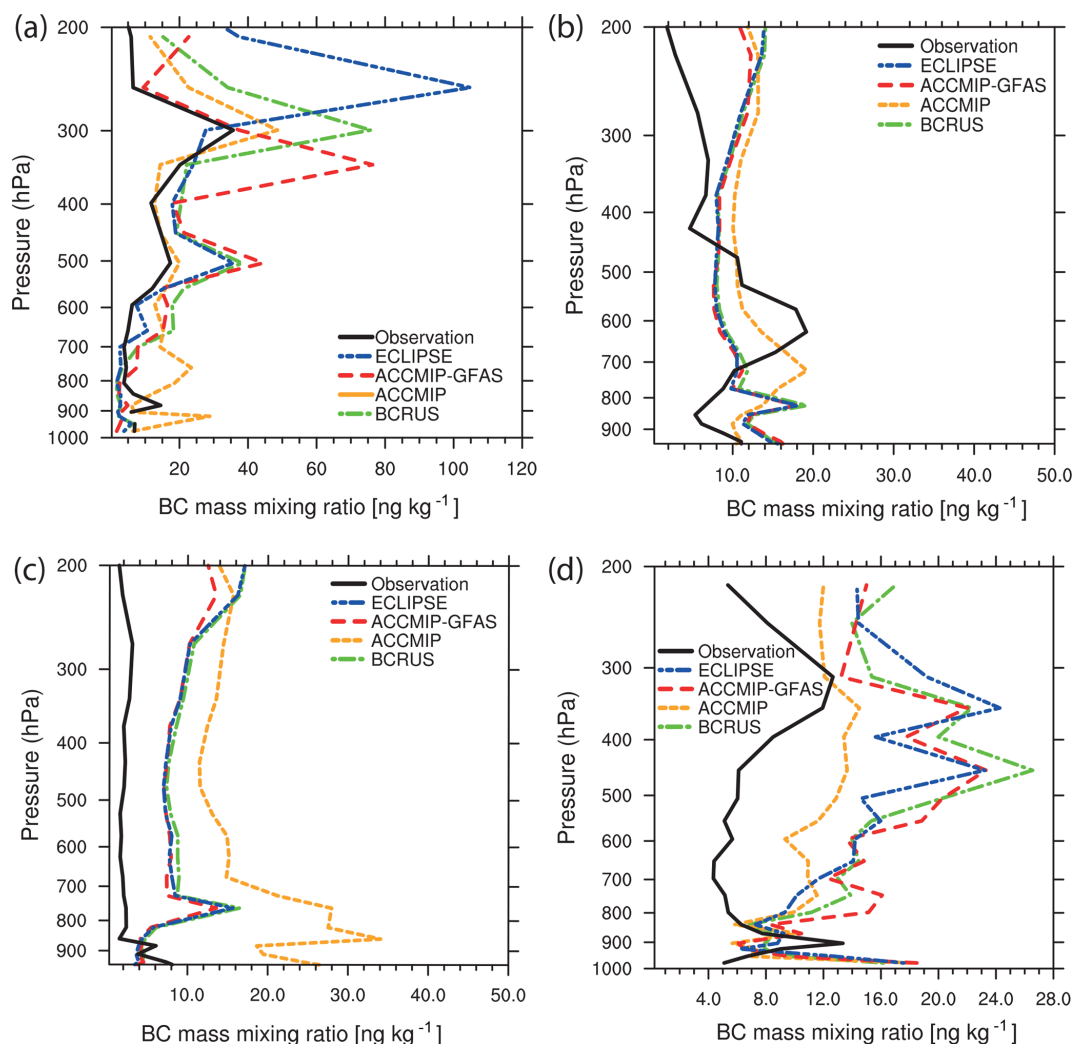 (a)
200
300
400
500
600
700
800
900
1000
Pressure (hPa)
Observation
ECLIPSE
ACCMIP-GFAS
ACCMIP
BCRUS
20 40 60 80 100 120
BC mass mixing ratio [ng kg⁻¹]
(b)
200
300
400
500
600
700
800
900
Pressure (hPa)
Observation
ECLIPSE
ACCMIP-GFAS
ACCMIP
BCRUS
10.0 20.0 30.0 40.0 50.0
BC mass mixing ratio [ng kg⁻¹]
(c)
200
300
400
500
600
700
800
900
Pressure (hPa)
Observation
ECLIPSE
ACCMIP-GFAS
ACCMIP
BCRUS
10.0 20.0 30.0 40.0 50.0
BC mass mixing ratio [ng kg⁻¹]
(d)
200
300
400
500
600
700
800
900
1000
Pressure (hPa)
Observation
ECLIPSE
ACCMIP-GFAS
ACCMIP
BCRUS
4.0 8.0 12.0 16.0 20.0 24.0 28.0
BC mass mixing ratio [ng kg⁻¹]